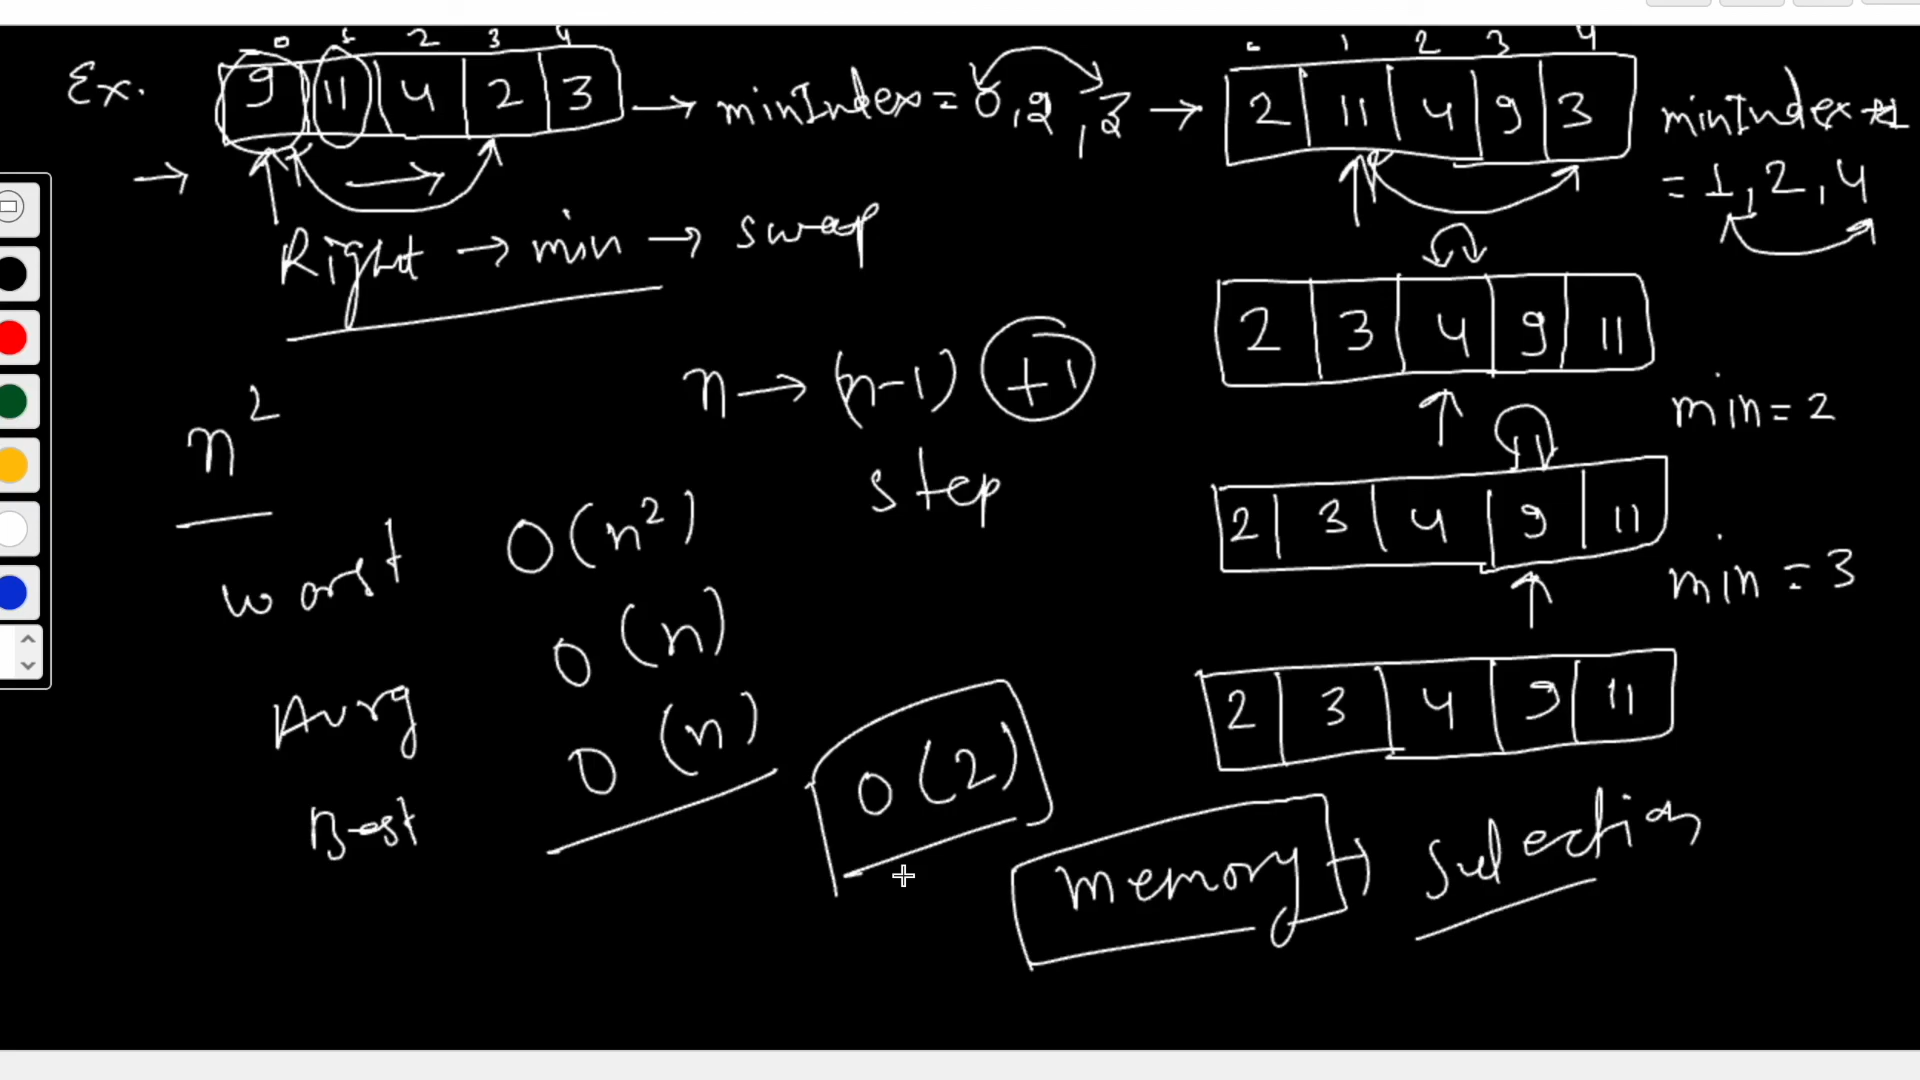 0 1 2 3 4
Ex. 9 11 4 2 3 → minIndex = 0, 2, 3 →
→
Right → min → swap
n²
n → (n-1) +1
step
Worst O(n²)
Avrg O(n)
Best O(n)
O(2)
0 1 2 3 4
2 11 4 9 3
minIndex
= 1, 2, 4
2 3 4 9 11
min = 2
2 3 4 9 11
min = 3
2 3 4 9 11
memory → Selection